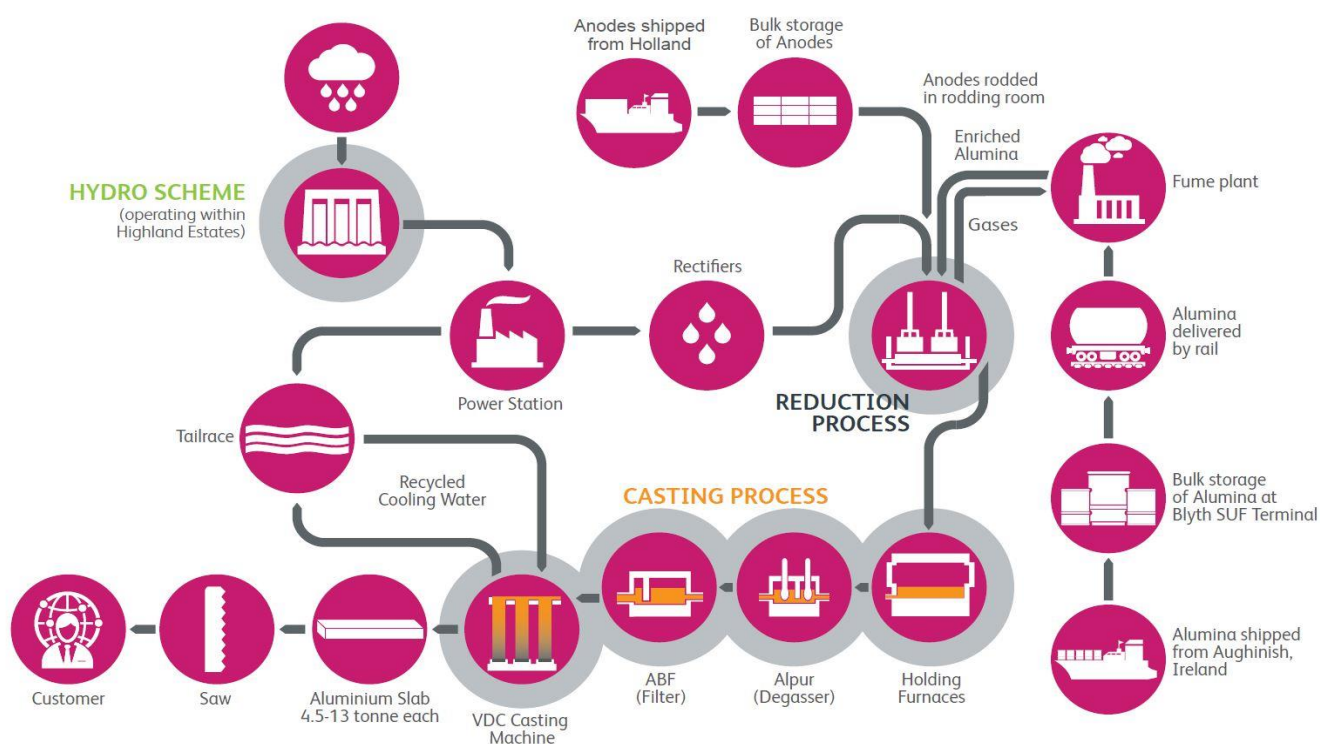 Anodes shipped
from Holland
Bulk storage
of Anodes
Anodes rodded
in rodding room
Enriched
Alumina
HYDRO SCHEME
(operating within
Highland Estates)
Gases
Fume plant
Rectifiers
Alumina
delivered
by rail
Power Station
REDUCTION
PROCESS
Tailrace
Recycled
Cooling Water
CASTING PROCESS
Bulk storage
of Alumina at
Blyth SUF Terminal
Alumina shipped
from Aughinish,
Ireland
Customer
Saw
Aluminium Slab
4.5-13 tonne each
VDC Casting
Machine
ABF
(Filter)
Alpur
(Degasser)
Holding
Furnaces